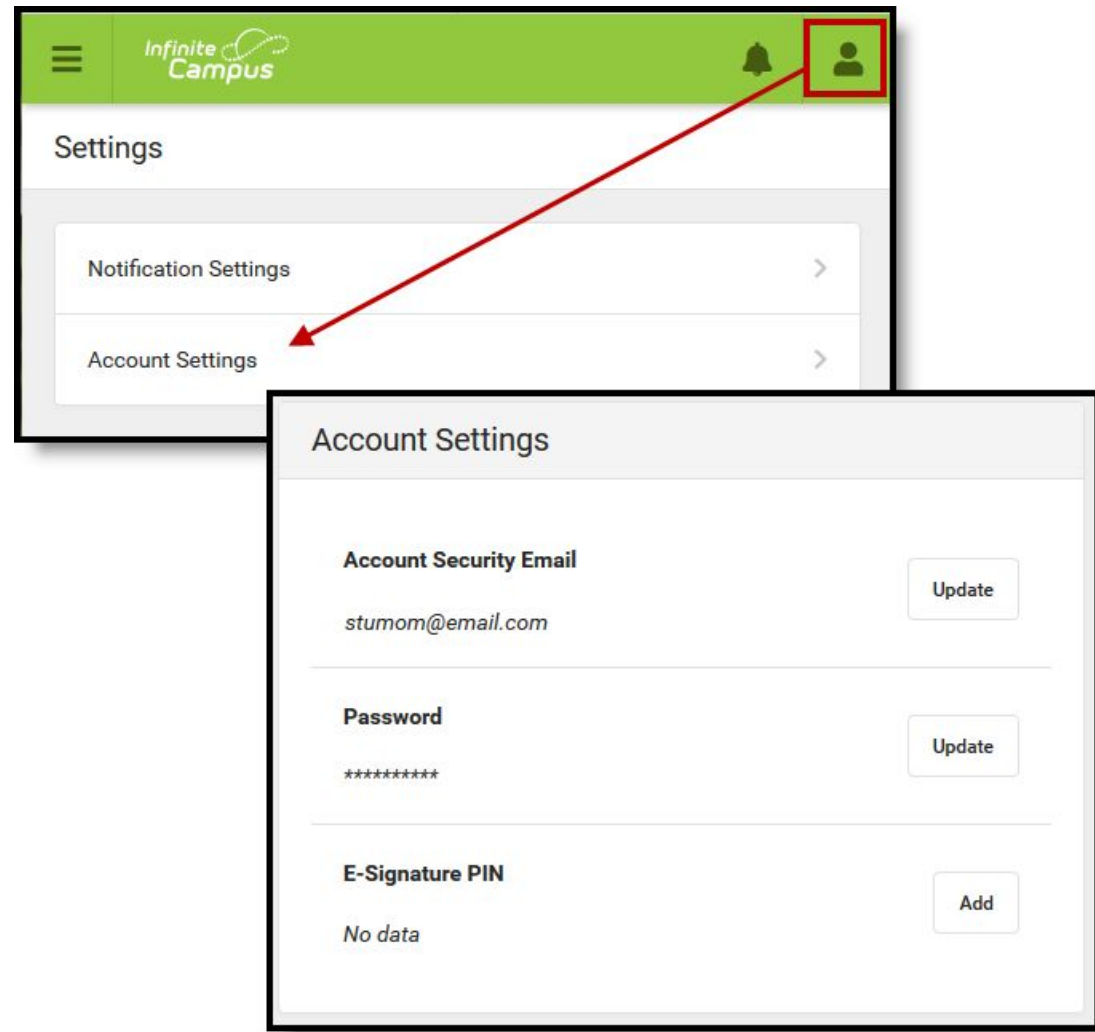 Infinite
Campus
Settings
Notification Settings
Account Settings
Account Settings
Account Security Email
Update
stumom@email.com
Password
Update
**********
E-Signature PIN
Add
No data